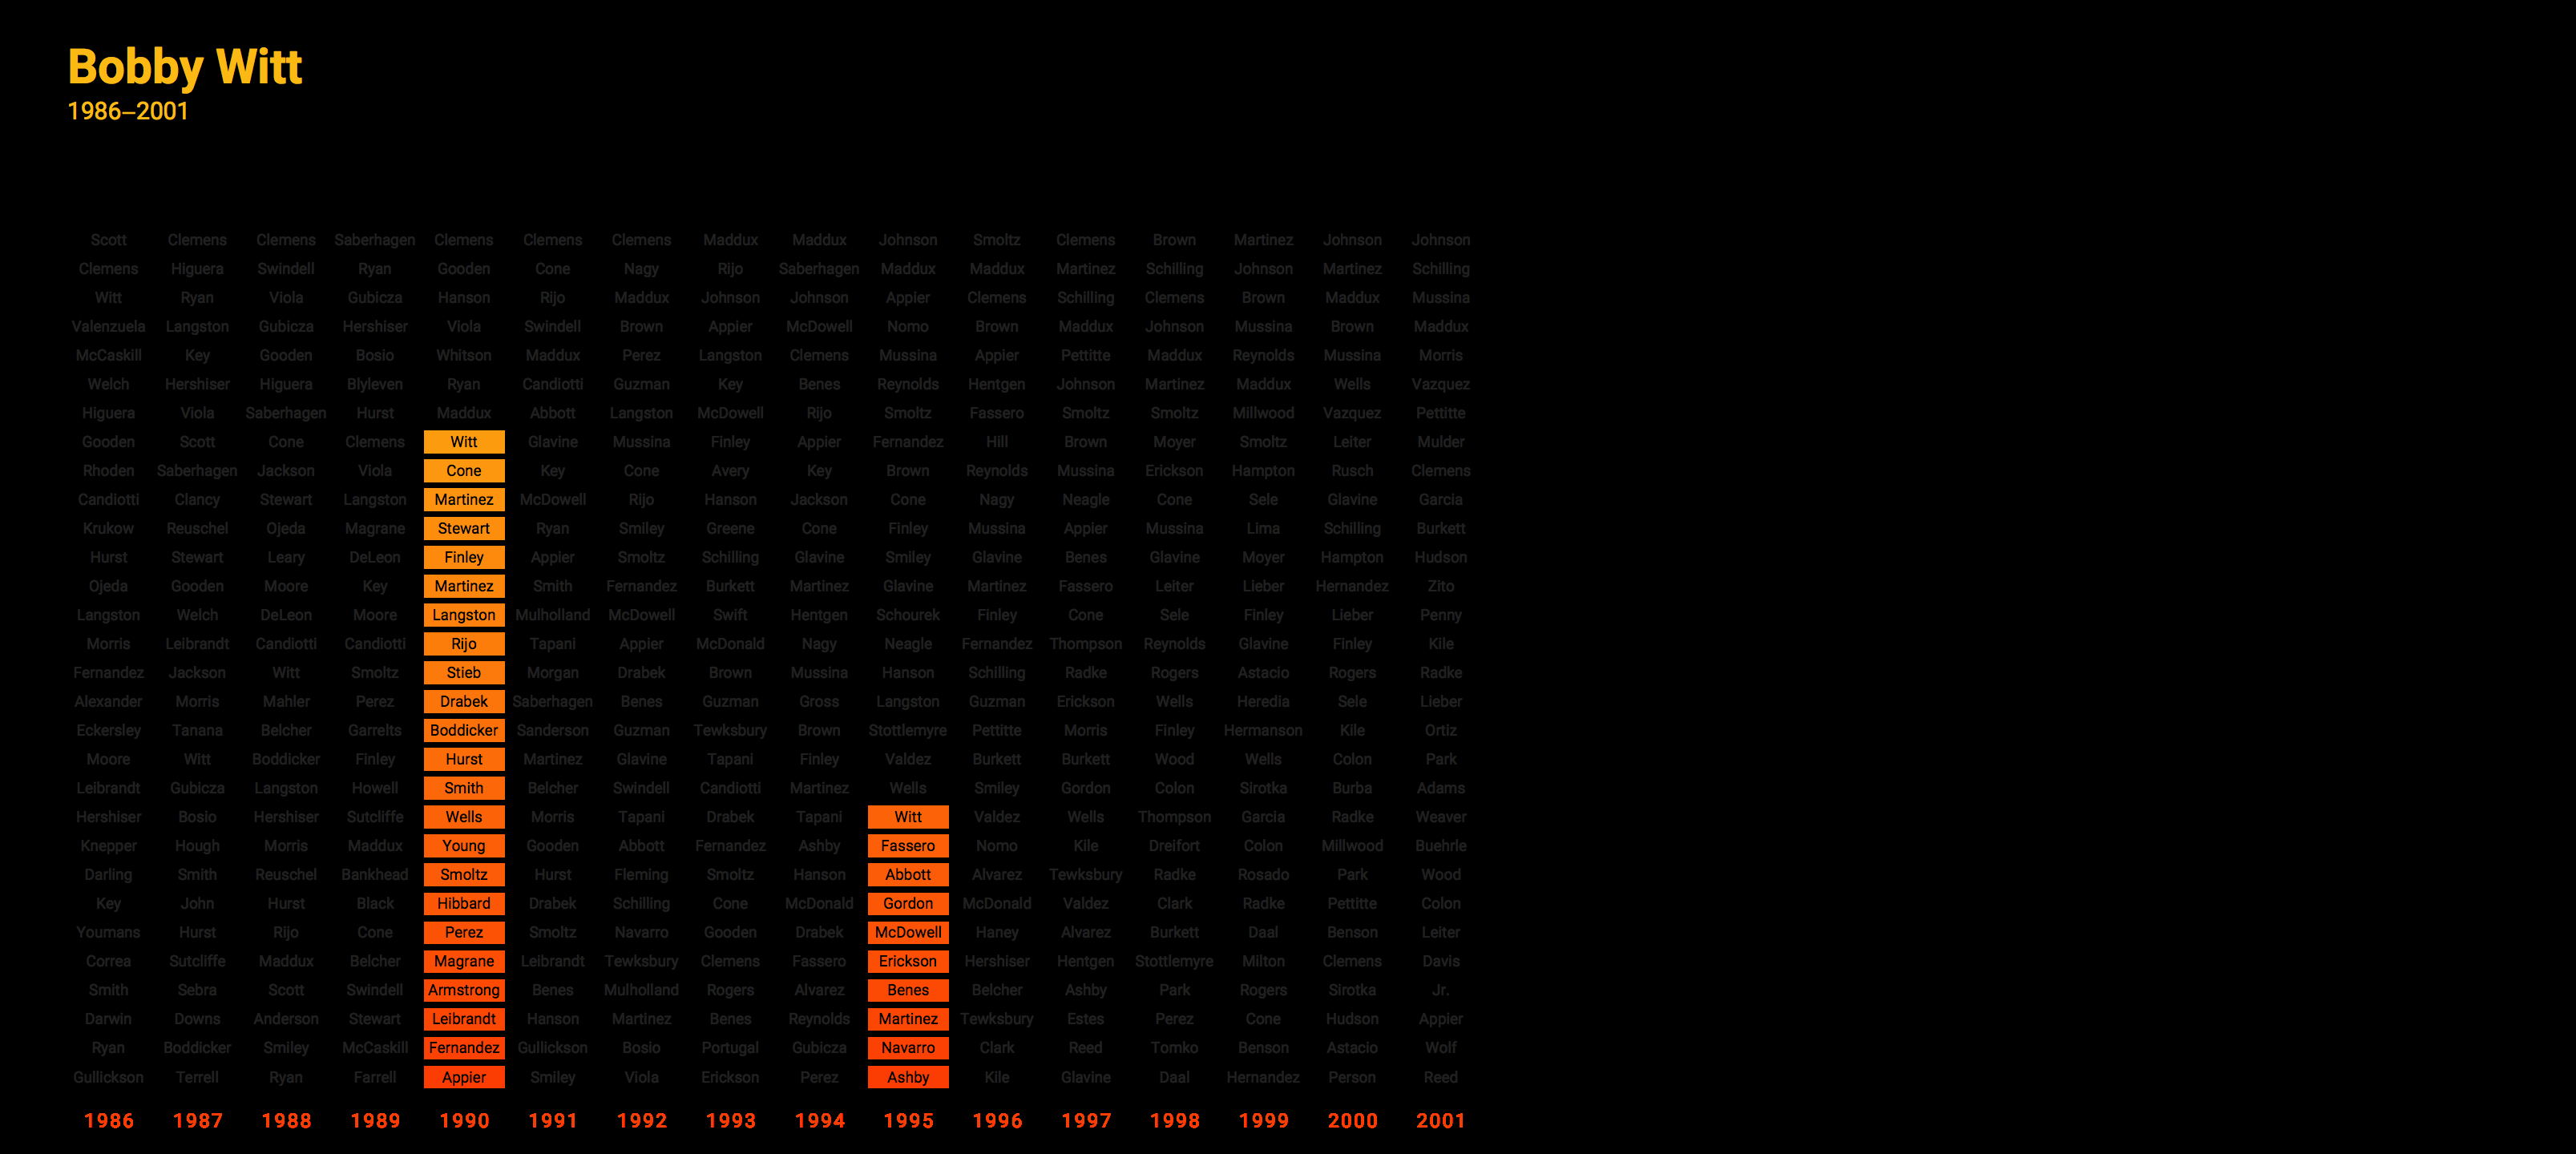 Bobby Witt
1986–2001
Scott Clemens Clemens Saberhagen Clemens Clemens Clemens Maddux Maddux Johnson Smoltz Clemens Brown Martinez Johnson Johnson
Clemens Higuera Swindell Ryan Gooden Cone Nagy Rijo Saberhagen Maddux Maddux Martinez Schilling Johnson Martinez Schilling
Witt Ryan Viola Gubicza Hanson Rijo Maddux Johnson Johnson Appier Clemens Schilling Clemens Brown Maddux Mussina
Valenzuela Langston Gubicza Hershiser Viola Swindell Brown Appier McDowell Nomo Brown Maddux Johnson Mussina Brown Maddux
McCaskill Key Gooden Bosio Whitson Maddux Perez Langston Clemens Mussina Appier Pettitte Maddux Reynolds Mussina Morris
Welch Hershiser Higuera Blyleven Ryan Candiotti Guzman Key Benes Reynolds Hentgen Johnson Martinez Maddux Wells Vazquez
Higuera Viola Saberhagen Hurst Maddux Abbott Langston McDowell Rijo Smoltz Fassero Smoltz Smoltz Millwood Vazquez Pettitte
Gooden Scott Cone Clemens Witt Glavine Mussina Finley Appier Fernandez Hill Brown Moyer Smoltz Leiter Mulder
Rhoden Saberhagen Jackson Viola Cone Key Cone Avery Key Brown Reynolds Mussina Erickson Hampton Rusch Clemens
Candiotti Clancy Stewart Langston Martinez McDowell Rijo Hanson Jackson Cone Nagy Neagle Cone Sele Glavine Garcia
Krukow Reuschel Ojeda Magrane Stewart Ryan Smiley Greene Cone Finley Mussina Appier Mussina Lima Schilling Burkett
Hurst Stewart Leary DeLeon Finley Appier Smoltz Schilling Glavine Smiley Glavine Benes Glavine Moyer Hampton Hudson
Ojeda Gooden Moore Key Martinez Smith Fernandez Burkett Martinez Glavine Martinez Fassero Leiter Lieber Hernandez Zito
Langston Welch DeLeon Moore Langston Mulholland McDowell Swift Hentgen Schourek Finley Cone Sele Finley Lieber Penny
Morris Leibrandt Candiotti Candiotti Rijo Tapani Appier McDonald Nagy Neagle Fernandez Thompson Reynolds Glavine Finley Kile
Fernandez Jackson Witt Smoltz Stieb Morgan Drabek Brown Mussina Hanson Schilling Radke Rogers Astacio Rogers Radke
Alexander Morris Mahler Perez Drabek Saberhagen Benes Guzman Gross Langston Guzman Erickson Wells Heredia Sele Lieber
Eckersley Tanana Belcher Garrelts Boddicker Sanderson Guzman Tewksbury Brown Stottlemyre Pettitte Morris Finley Hermanson Kile Ortiz
Moore Witt Boddicker Finley Hurst Martinez Glavine Tapani Finley Valdez Burkett Burkett Wood Wells Colon Park
Leibrandt Gubicza Langston Howell Smith Belcher Swindell Candiotti Martinez Wells Smiley Gordon Colon Sirotka Burba Adams
Hershiser Bosio Hershiser Sutcliffe Wells Morris Tapani Drabek Tapani Witt Valdez Wells Thompson Garcia Radke Weaver
Knepper Hough Morris Maddux Young Gooden Abbott Fernandez Ashby Fassero Nomo Kile Dreifort Colon Millwood Buehrle
Darling Smith Reuschel Bankhead Smoltz Hurst Fleming Smoltz Hanson Abbott Alvarez Tewksbury Radke Rosado Park Wood
Key John Hurst Black Hibbard Drabek Schilling Cone McDonald Gordon McDonald Valdez Clark Radke Pettitte Colon
Youmans Hurst Rijo Cone Perez Smoltz Navarro Gooden Drabek McDowell Haney Alvarez Burkett Daal Benson Leiter
Correa Sutcliffe Maddux Belcher Magrane Leibrandt Tewksbury Clemens Fassero Erickson Hershiser Hentgen Stottlemyre Milton Clemens Davis
Smith Sebra Scott Swindell Armstrong Benes Mulholland Rogers Alvarez Benes Belcher Ashby Park Rogers Sirotka Jr.
Darwin Downs Anderson Stewart Leibrandt Hanson Martinez Benes Reynolds Martinez Tewksbury Estes Perez Cone Hudson Appier
Ryan Boddicker Smiley McCaskill Fernandez Gullickson Bosio Portugal Gubicza Navarro Clark Reed Tomko Benson Astacio Wolf
Gullickson Terrell Ryan Farrell Appier Smiley Viola Erickson Perez Ashby Kile Glavine Daal Hernandez Person Reed
1986 1987 1988 1989 1990 1991 1992 1993 1994 1995 1996 1997 1998 1999 2000 2001